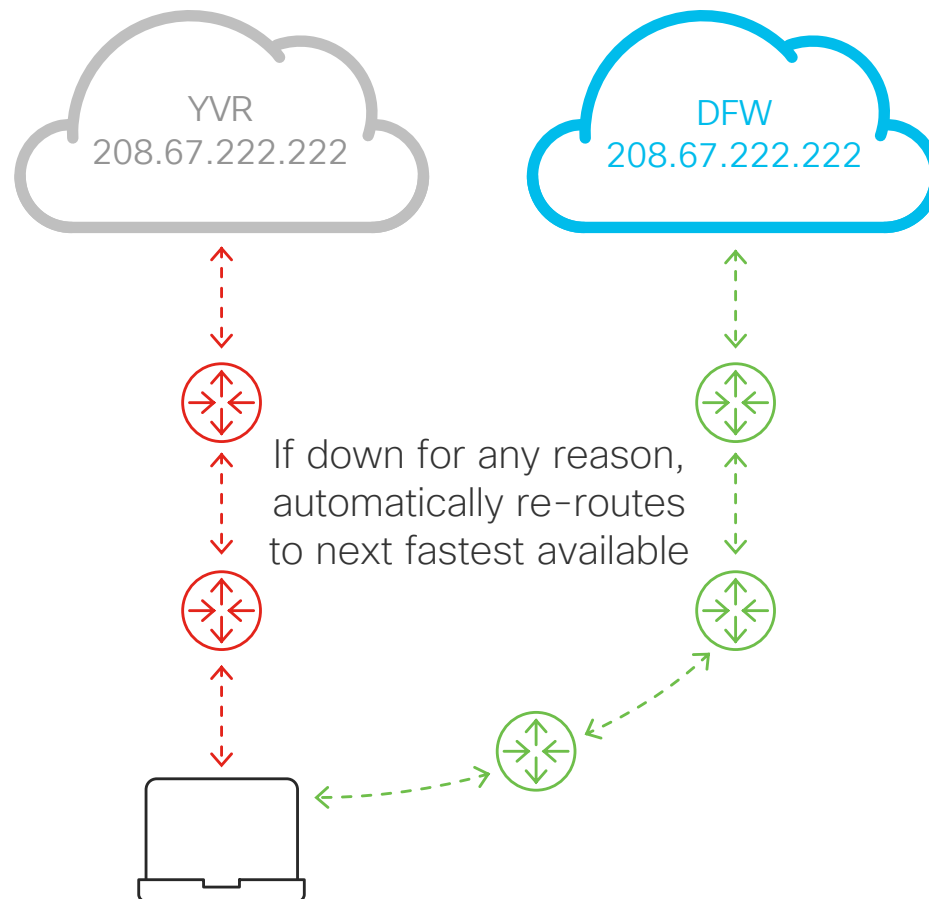 YVR
208.67.222.222
DFW
208.67.222.222
If down for any reason,
automatically re-routes
to next fastest available